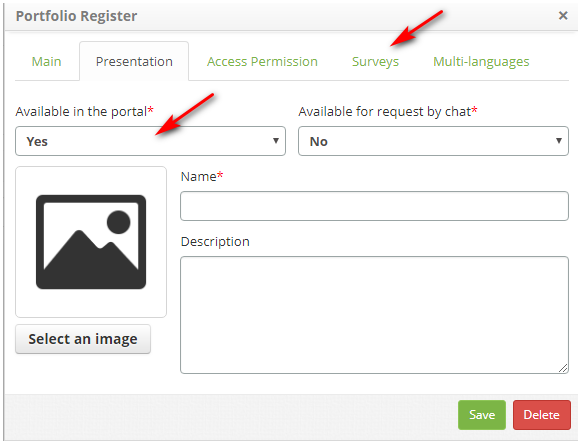 Portfolio Register ×
Main Presentation Access Permission Surveys Multi-languages
Available in the portal* Available for request by chat*
Yes No
Name*
Description
Select an image
Save Delete